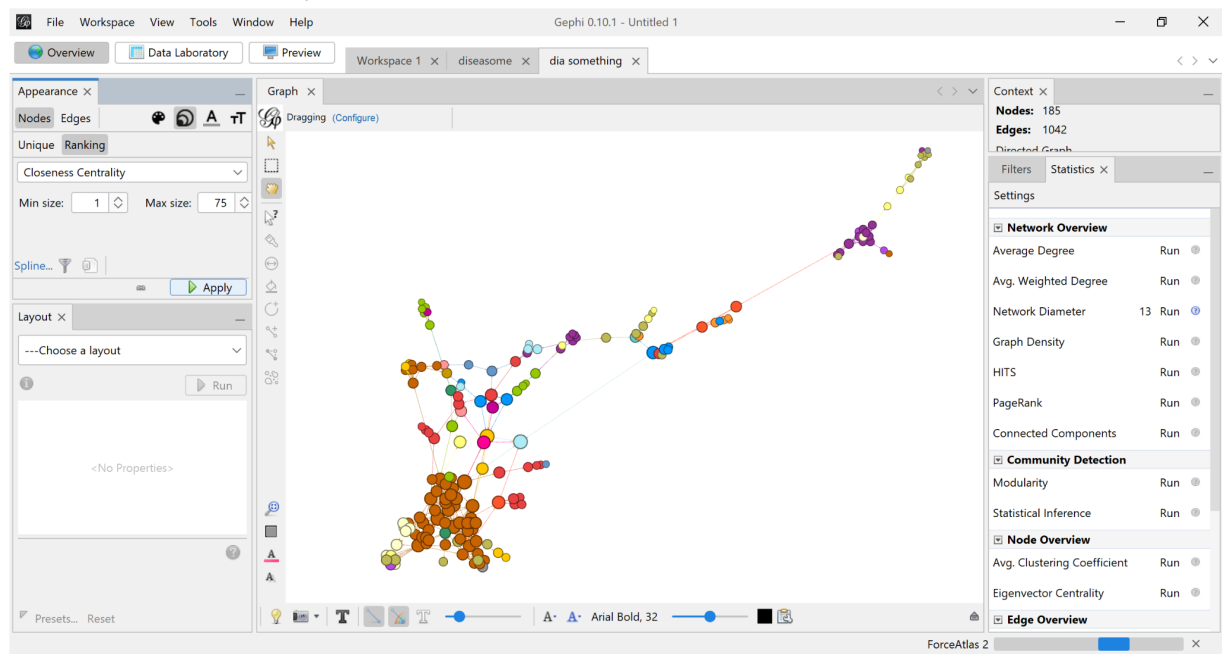 File Workspace View Tools Window Help Gephi 0.10.1 - Untitled 1
Overview Data Laboratory Preview Workspace 1 diseasome dia something
Appearance
Nodes Edges
Unique Ranking
Closeness Centrality
Min size: 1 Max size: 75
Spline...
Apply
Layout
---Choose a layout
Run
<No Properties>
Presets... Reset
Graph
Dragging (Configure)
Arial Bold, 32
Context
Nodes: 185
Edges: 1042
Directed Graph
Filters Statistics
Settings
Network Overview
Average Degree Run
Avg. Weighted Degree Run
Network Diameter 13 Run
Graph Density Run
HITS Run
PageRank Run
Connected Components Run
Community Detection
Modularity Run
Statistical Inference Run
Node Overview
Avg. Clustering Coefficient Run
Eigenvector Centrality Run
Edge Overview
ForceAtlas 2